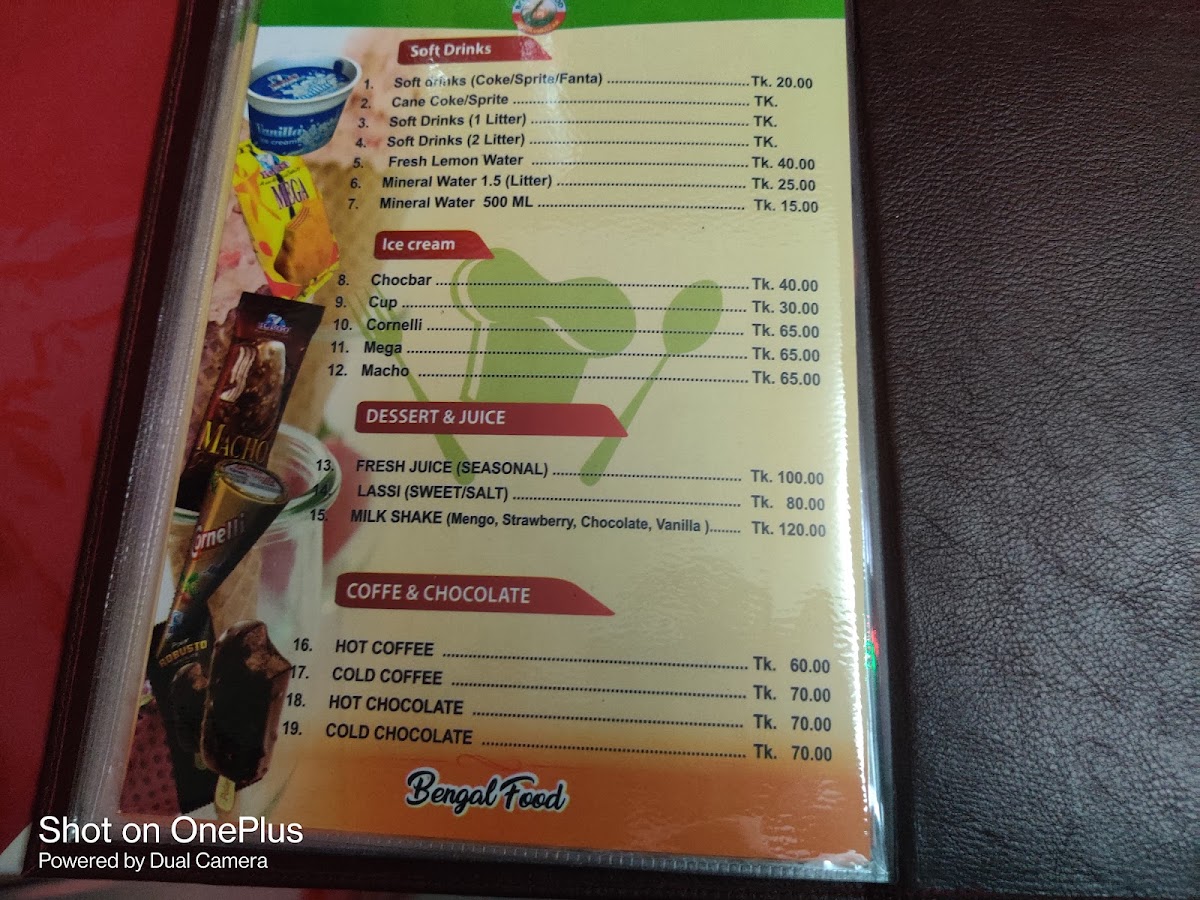 Soft Drinks
1. Soft drinks (Coke/Sprite/Fanta) ........ Tk. 20.00
2. Cane Coke/Sprite ........ TK.
3. Soft Drinks (1 Litter) ........ TK.
4. Soft Drinks (2 Litter) ........ TK.
5. Fresh Lemon Water ........ Tk. 40.00
6. Mineral Water 1.5 (Litter) ........ Tk. 25.00
7. Mineral Water 500 ML ........ Tk. 15.00
Vanilla
ice cream
MEGA
Ice cream
8. Chocbar ........ Tk. 40.00
9. Cup ........ Tk. 30.00
10. Cornelli ........ Tk. 65.00
11. Mega ........ Tk. 65.00
12. Macho ........ Tk. 65.00
MACHO
DESSERT & JUICE
13. FRESH JUICE (SEASONAL) ........ Tk. 100.00
14. LASSI (SWEET/SALT) ........ Tk. 80.00
15. MILK SHAKE (Mengo, Strawberry, Chocolate, Vanilla )........ Tk. 120.00
Cornelli
COFFE & CHOCOLATE
16. HOT COFFEE ........ Tk. 60.00
17. COLD COFFEE ........ Tk. 70.00
18. HOT CHOCOLATE ........ Tk. 70.00
19. COLD CHOCOLATE ........ Tk. 70.00
ROBUSTO
Bengal Food
Shot on OnePlus
Powered by Dual Camera